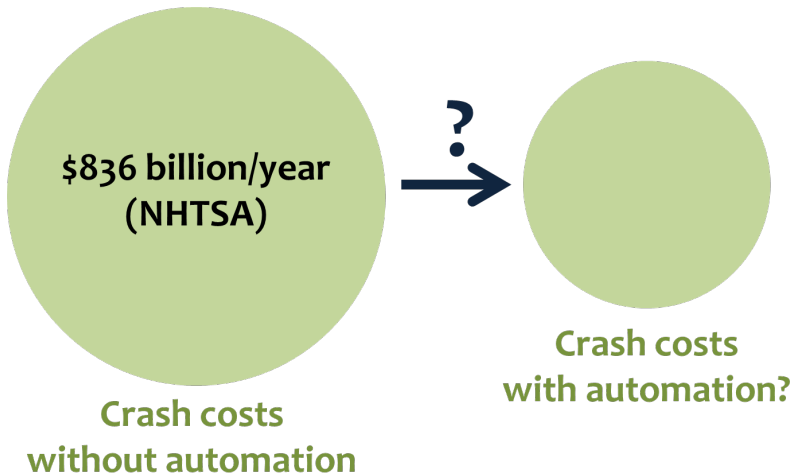 $836 billion/year
(NHTSA)
?
Crash costs
without automation
Crash costs
with automation?